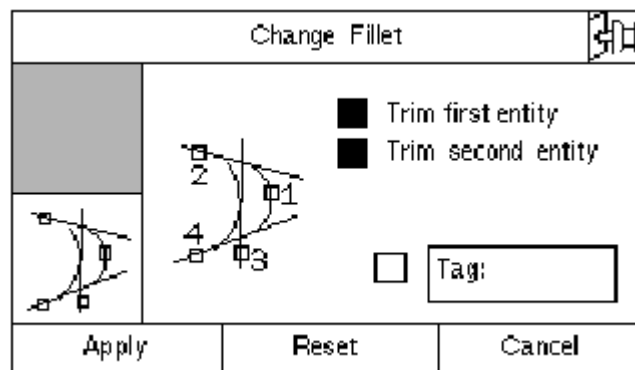 Change Fillet
Trim first entity
Trim second entity
2
1
4
3
Tag:
Apply
Reset
Cancel